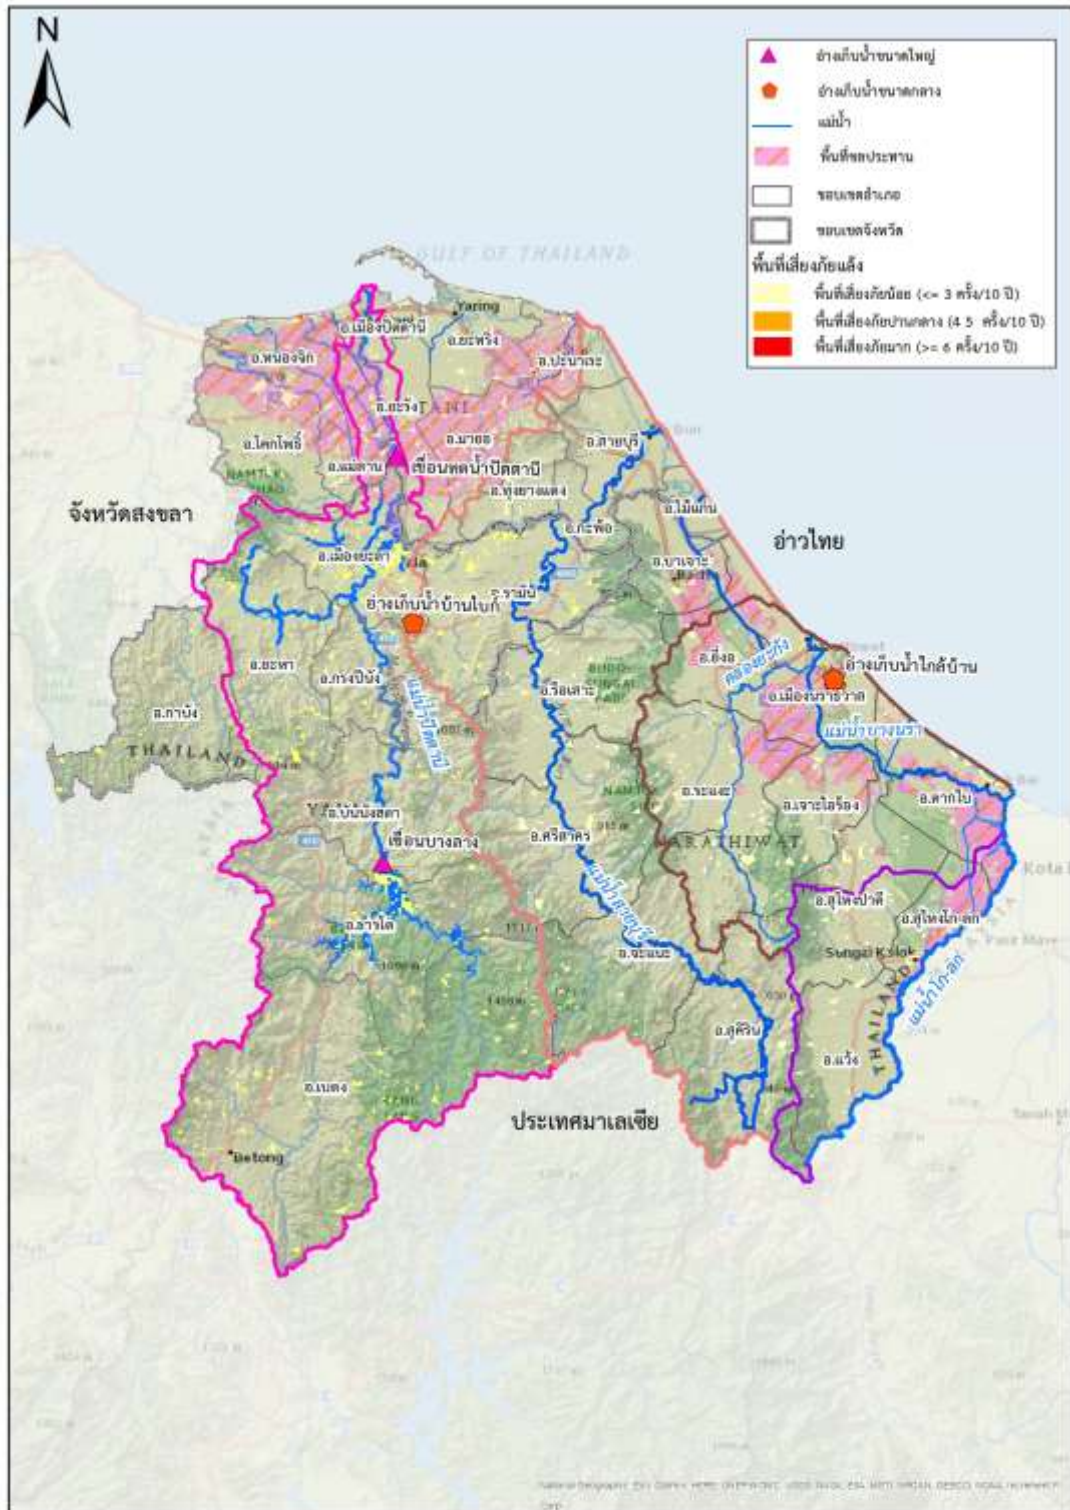 N
อ่างเก็บน้ำขนาดใหญ่
อ่างเก็บน้ำขนาดกลาง
แม่น้ำ
พื้นที่ชลประทาน
ขอบเขตอำเภอ
ขอบเขตจังหวัด
พื้นที่เสี่ยงภัยแล้ง
พื้นที่เสี่ยงภัยน้อย (<= 3 ครั้ง/10 ปี)
พื้นที่เสี่ยงภัยปานกลาง (4 5 ครั้ง/10 ปี)
พื้นที่เสี่ยงภัยมาก (>= 6 ครั้ง/10 ปี)
GULF OF THAILAND
Yaring
อ.เมืองปัตตานี
อ.ยะหริ่ง
อ.หนองจิก
อ.ปะนาเระ
อ.ยะรัง
TANI
อ.มายอ
อ.สายบุรี
อ.โคกโพธิ์
อ.แม่ลาน
เขื่อนทดน้ำปัตตานี
อ.ทุ่งยางแดง
อ.ไม้แก่น
จังหวัดสงขลา
อ.กะพ้อ
อ่าวไทย
อ.เมืองยะลา
อ.บาเจาะ
อ.รามัน
อ่างเก็บน้ำ บ้านใบก์
อ.ยี่งอ
คลองยะกัง
อ่างเก็บน้ำใกล้บ้าน
อ.ยะหา
อ.กรงปินัง
อ.รือเสาะ
อ.เมืองนราธิวาส
อ.กาบัง
แม่น้ำปัตตานี
แม่น้ำบางนรา
THAILAND
อ.ระแงะ
อ.เจาะไอร้อง
อ.ตากใบ
อ.บันนังสตา
เขื่อนบางลาง
อ.ศรีสาคร
NARATHIWAT
แม่น้ำสายบุรี
อ.สุไหงปาดี
อ.สุไหงโก-ลก
อ.ธารโต
อ.จะแนะ
Sungai Kolok
แม่น้ำโก-ลก
อ.สุคิริน
THAILAND
อ.แว้ง
อ.เบตง
ประเทศมาเลเซีย
Betong